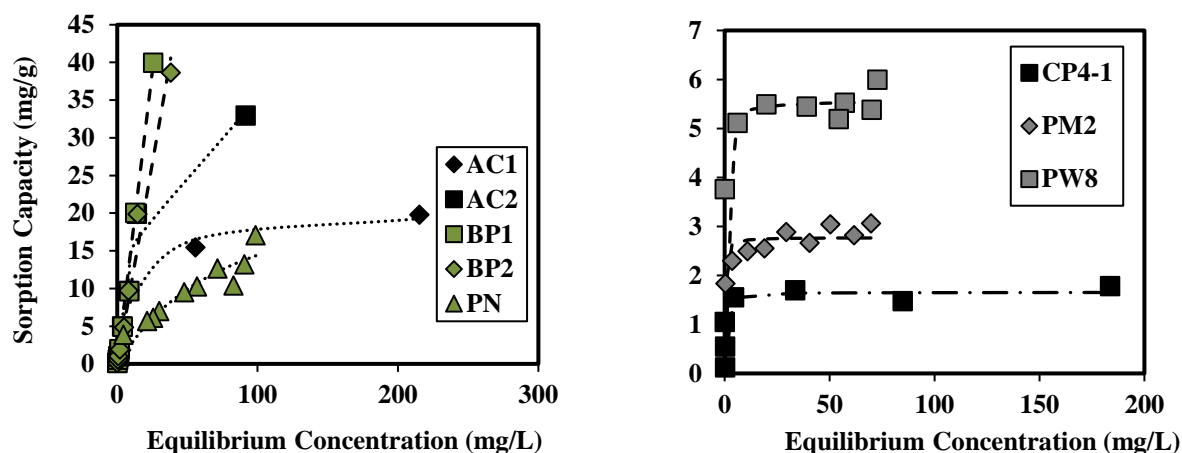 Sorption Capacity (mg/g)
45
40
35
30
25
20
15
10
5
0
0
100
200
300
Equilibrium Concentration (mg/L)
AC1
AC2
BP1
BP2
PN
7
6
5
4
3
2
1
0
0
50
100
150
200
Equilibrium Concentration (mg/L)
CP4-1
PM2
PW8